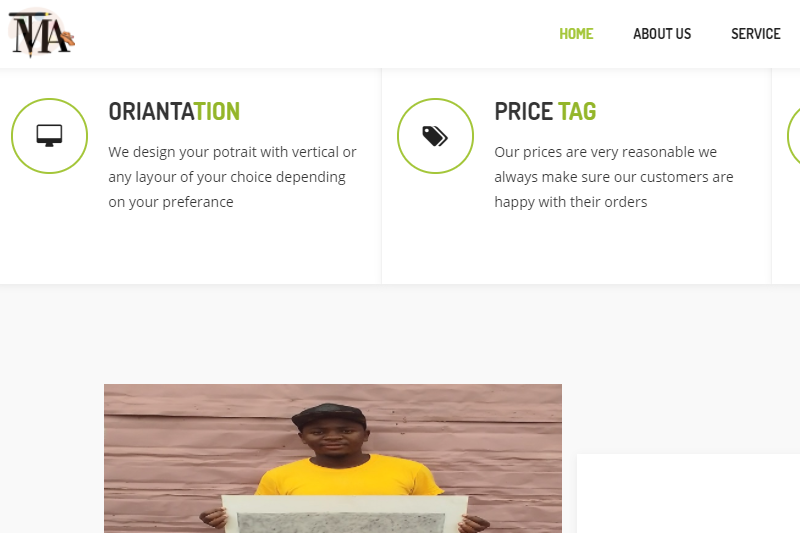 TMA
HOME ABOUT US SERVICE
ORIANTATION
We design your potrait with vertical or
any layour of your choice depending
on your preferance
PRICE TAG
Our prices are very reasonable we
always make sure our customers are
happy with their orders